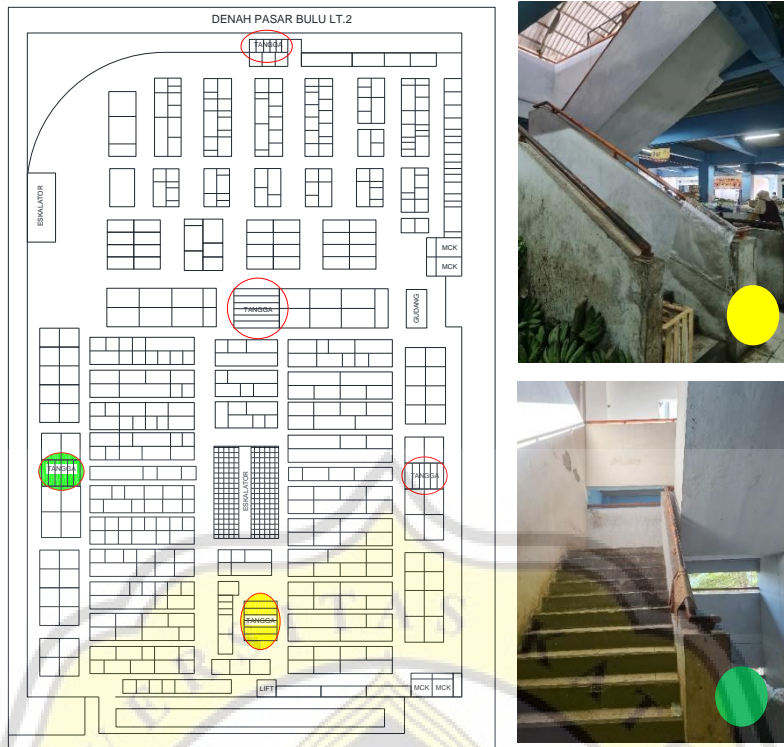 DENAH PASAR BULU LT.2
TANGGA
ESKALATOR
MCK
MCK
TANGGA
GUDANG
TANGGA
ESKALATOR
TANGGA
TANGGA
LIFT
MCK
MCK